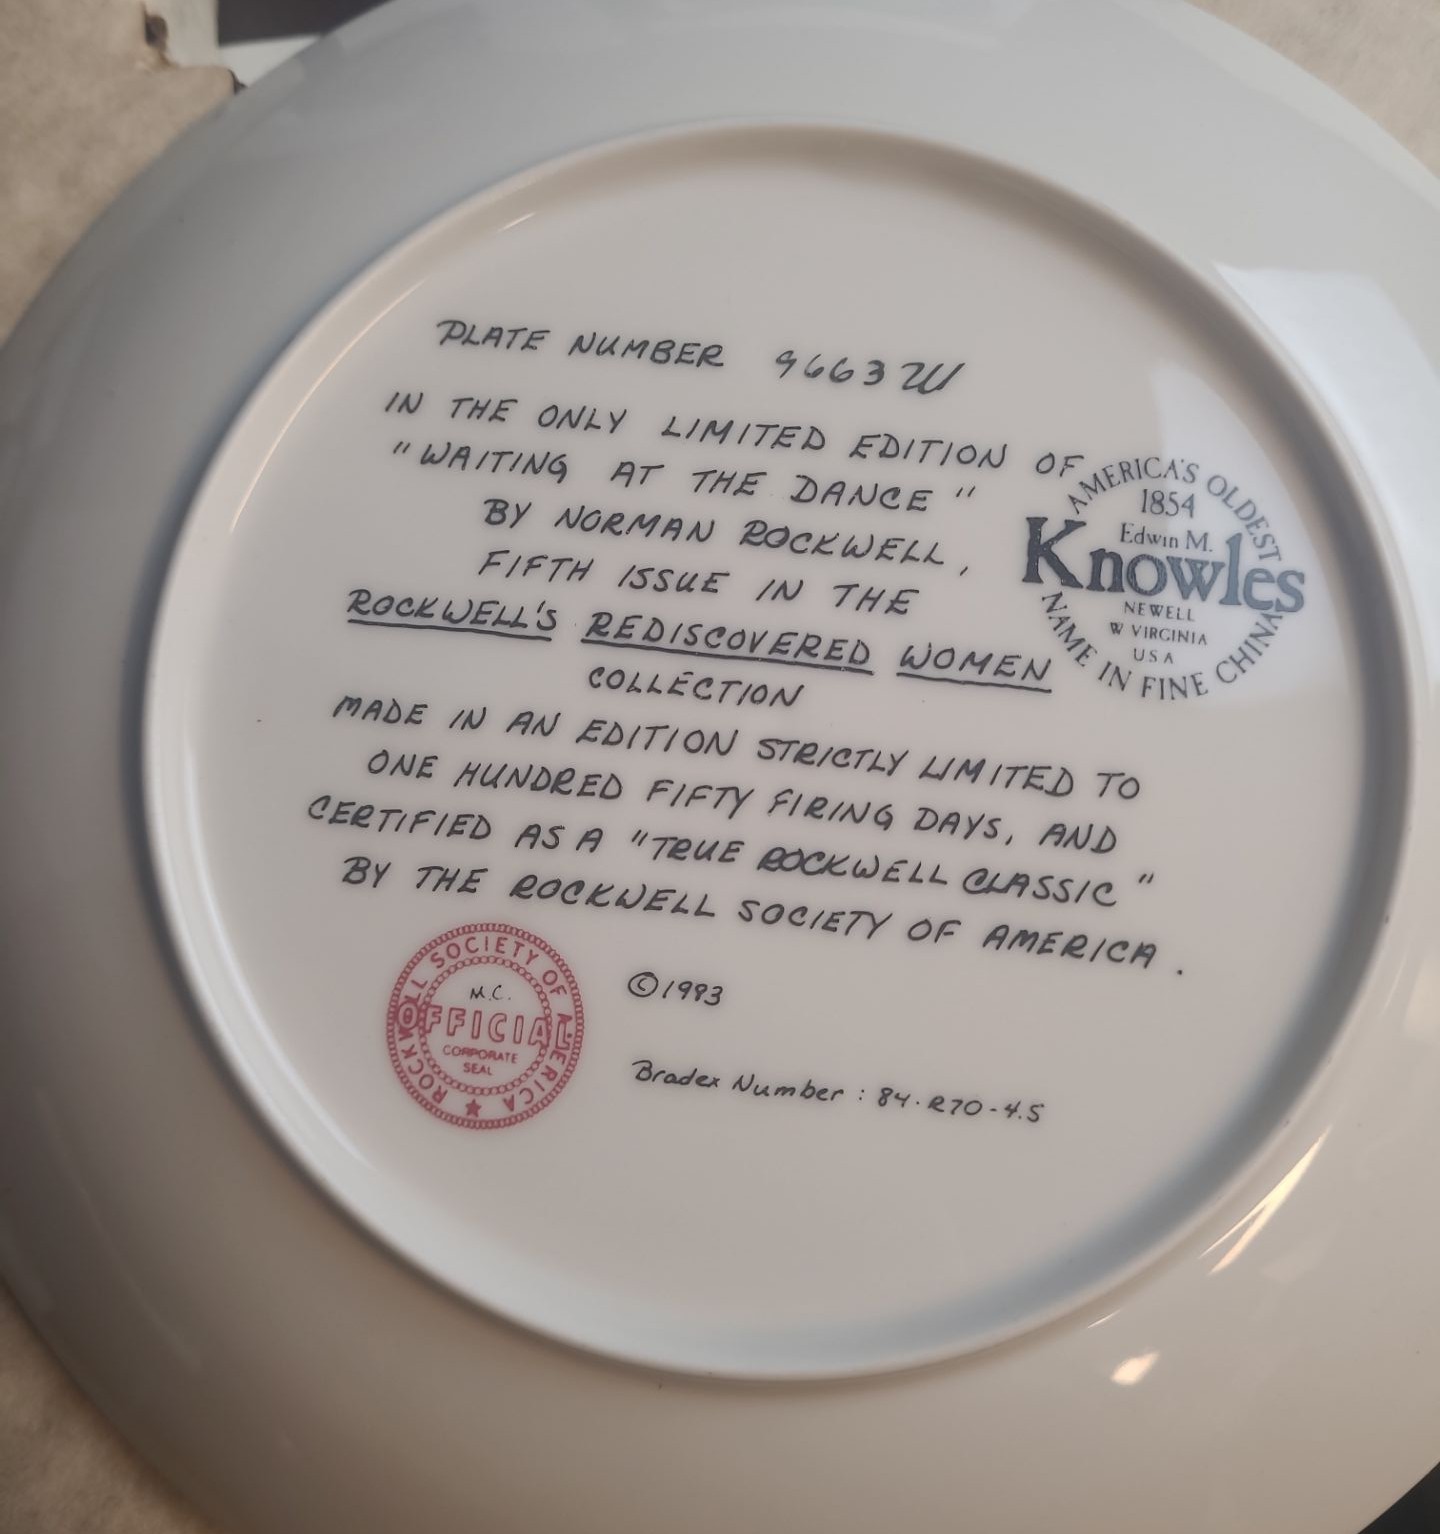 PLATE NUMBER 9663W
IN THE ONLY LIMITED EDITION OF
"WAITING AT THE DANCE"
BY NORMAN ROCKWELL,
FIFTH ISSUE IN THE
ROCKWELL'S REDISCOVERED WOMEN
COLLECTION
MADE IN AN EDITION STRICTLY LIMITED TO
ONE HUNDRED FIFTY FIRING DAYS, AND
CERTIFIED AS A "TRUE ROCKWELL CLASSIC"
BY THE ROCKWELL SOCIETY OF AMERICA.
AMERICA'S OLDEST
1854
Edwin M.
Knowles
NEWELL
W VIRGINIA
USA
NAME IN FINE CHINA
ROCKWELL SOCIETY OF AMERICA
M.C.
OFFICIAL
CORPORATE
SEAL
©1983
Bradex Number: 84-R70-4.5